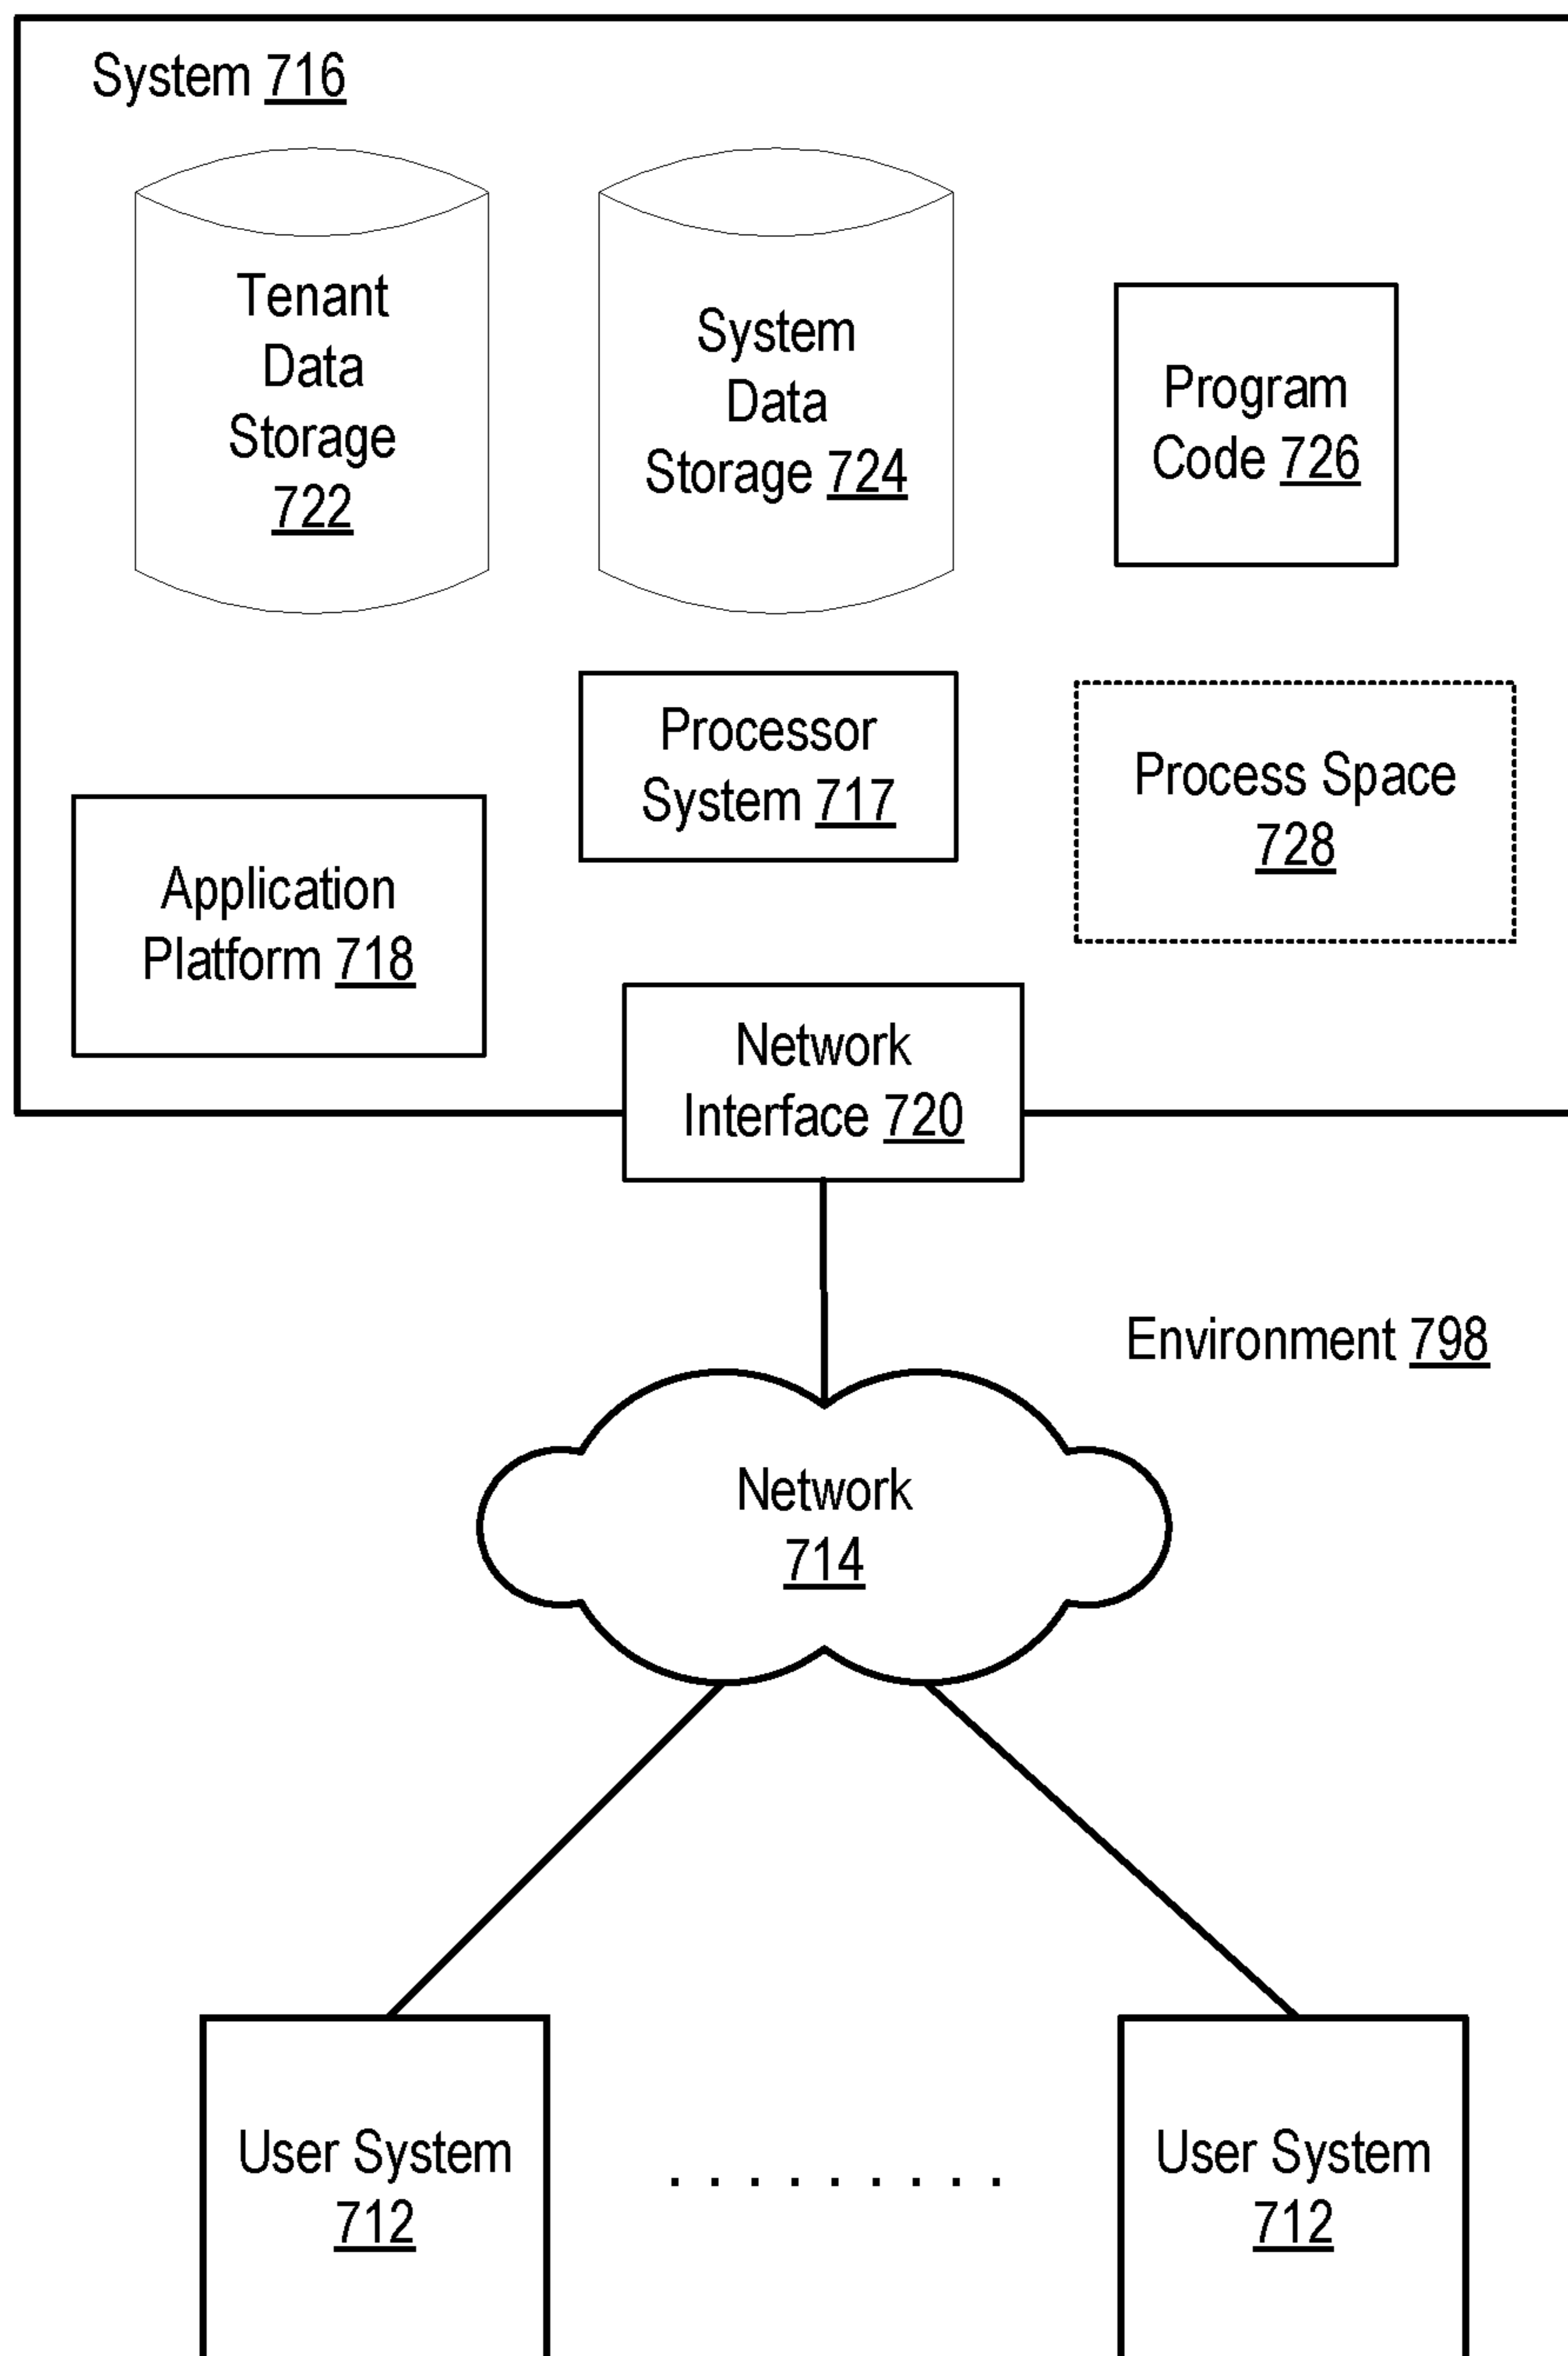 System 716
Tenant
Data
Storage
722
System
Data
Storage 724
Program
Code 726
Processor
System 717
Process Space
728
Application
Platform 718
Network
Interface 720
Environment 798
Network
714
User System
712
. . . . . . . . .
User System
712